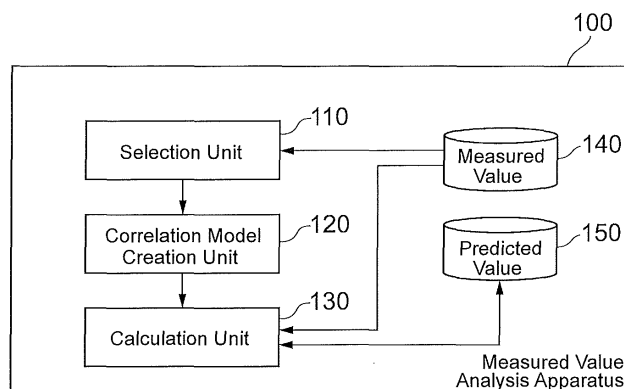 100
110
Selection Unit
Measured
Value
140
120
Correlation Model
Creation Unit
150
Predicted
Value
130
Calculation Unit
Measured Value
Analysis Apparatus